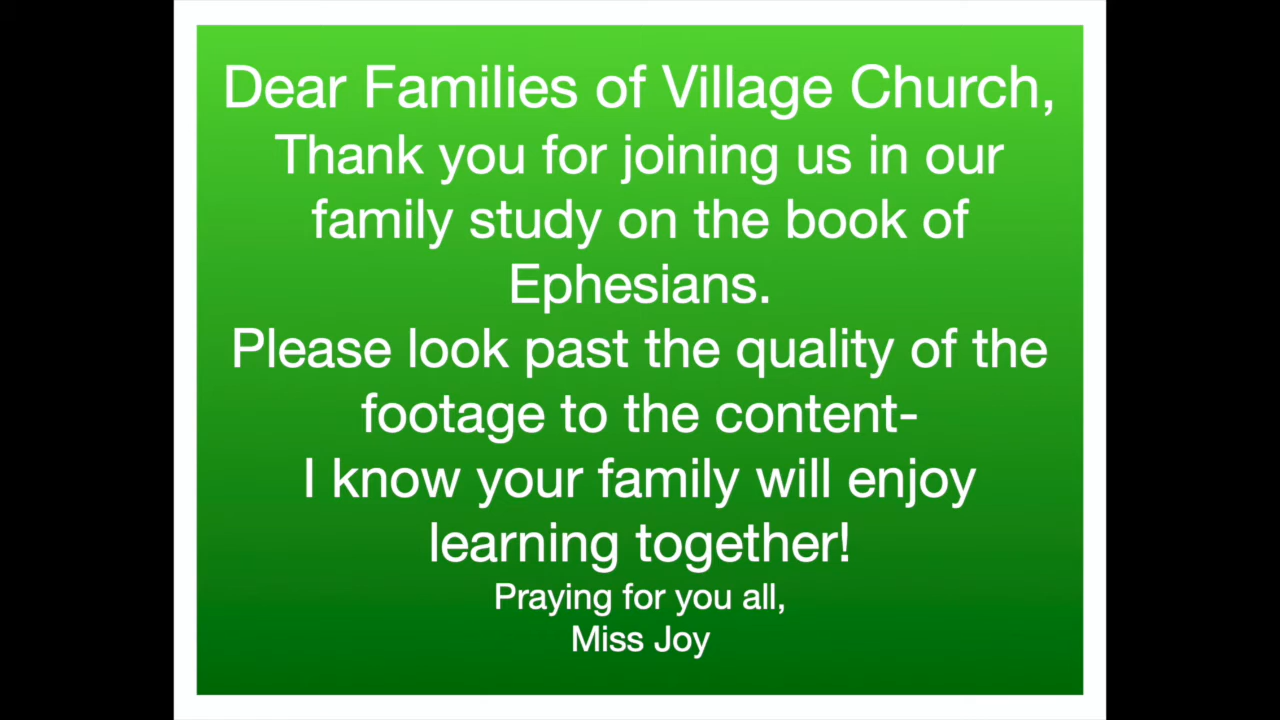 Dear Families of Village Church,
Thank you for joining us in our
family study on the book of
Ephesians.
Please look past the quality of the
footage to the content-
I know your family will enjoy
learning together!
Praying for you all,
Miss Joy